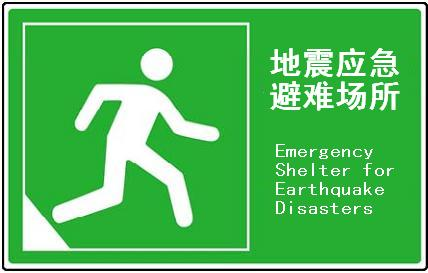 地震应急
避难场所
Emergency
Shelter for
Earthquake
Disasters